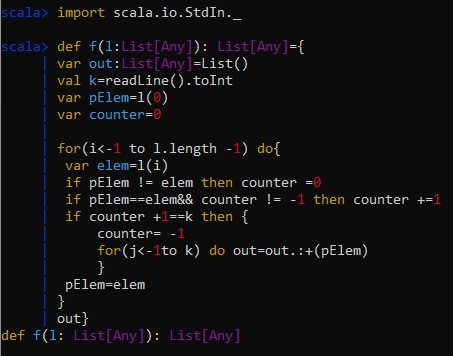 scala> import scala.io.StdIn._
scala> def f(l:List[Any]): List[Any]={
| var out:List[Any]=List()
| val k=readLine().toInt
| var pElem=l(0)
| var counter=0
|
| for(i<-1 to l.length -1) do{
| var elem=l(i)
| if pElem != elem then counter =0
| if pElem==elem&& counter != -1 then counter +=1
| if counter +1==k then {
| counter= -1
| for(j<-1to k) do out=out.:+(pElem)
| }
| pElem=elem
| }
| out}
def f(l: List[Any]): List[Any]